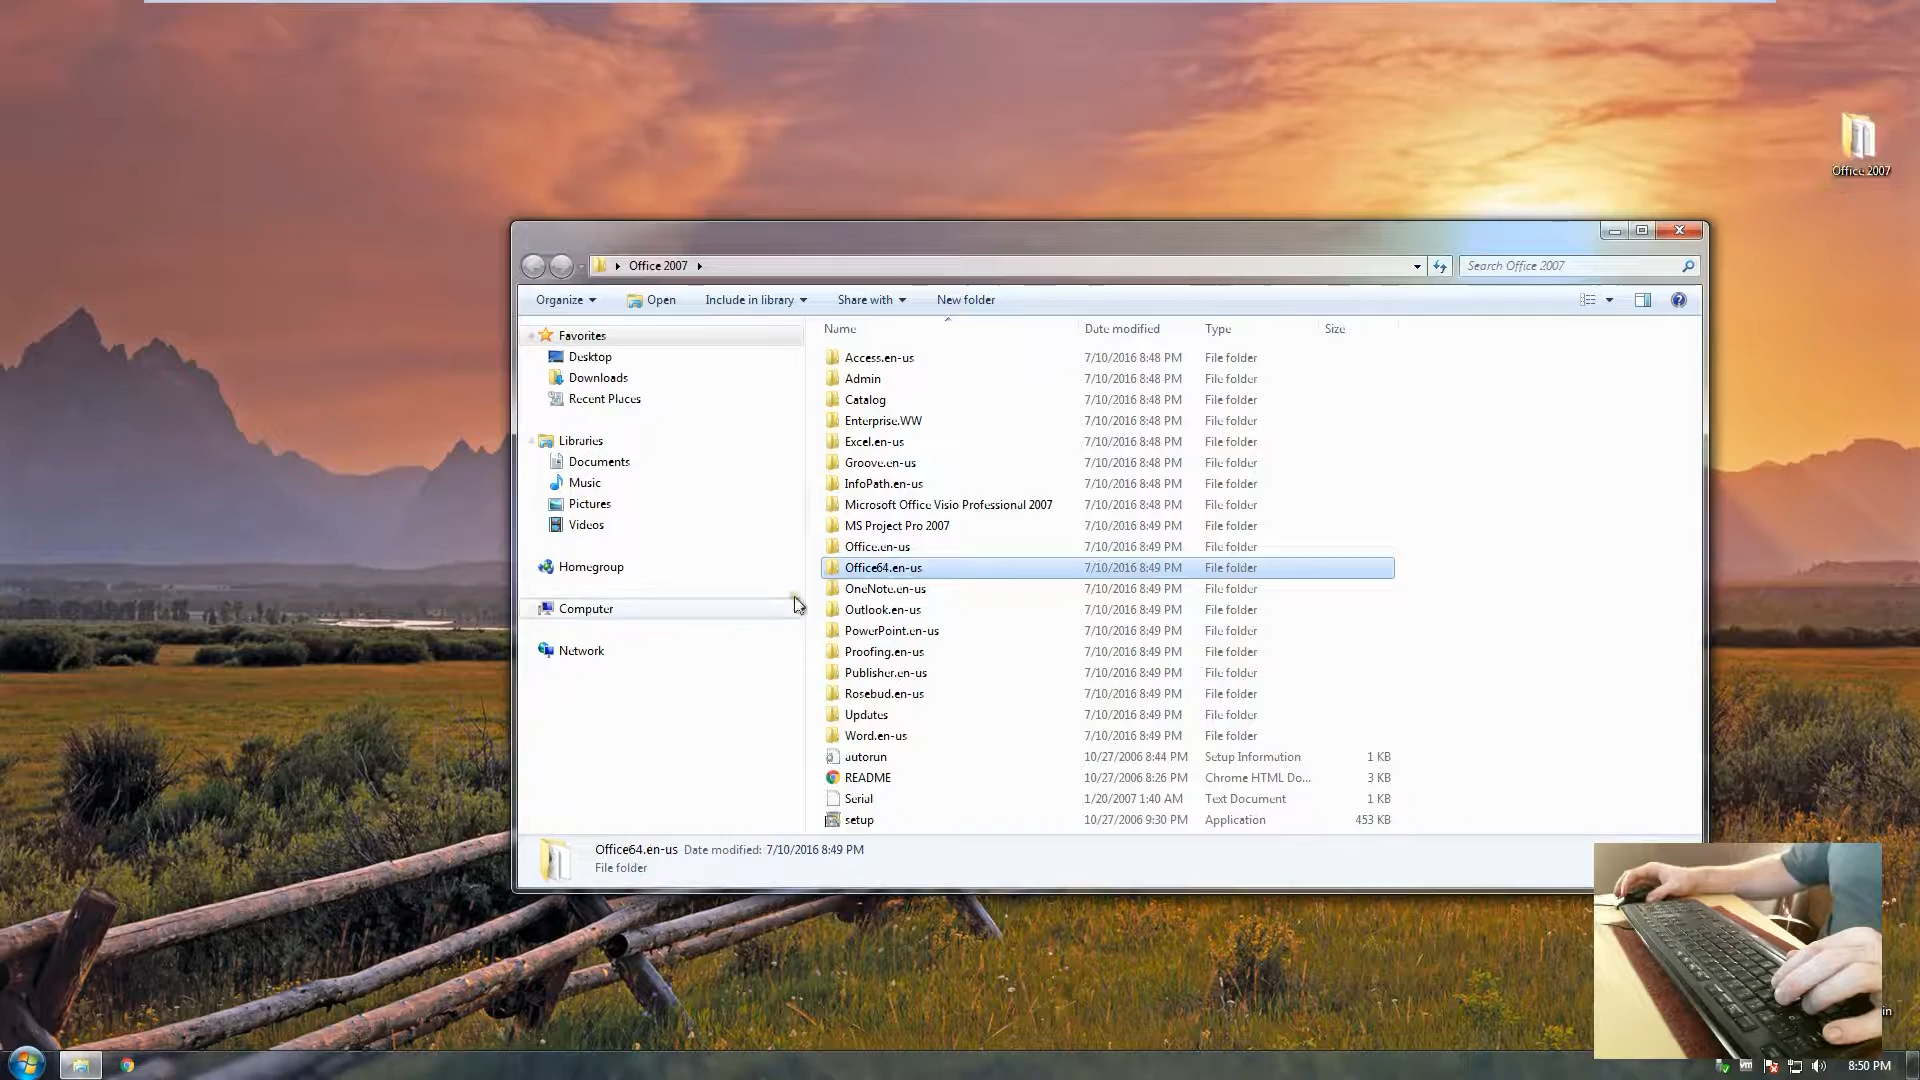 Office 2007
Office 2007
Search Office 2007
Organize Open Include in library Share with New folder
Name Date modified Type Size
Favorites
Desktop
Downloads
Recent Places
Libraries
Documents
Music
Pictures
Videos
Homegroup
Computer
Network
Access.en-us 7/10/2016 8:48 PM File folder
Admin 7/10/2016 8:48 PM File folder
Catalog 7/10/2016 8:48 PM File folder
Enterprise.WW 7/10/2016 8:48 PM File folder
Excel.en-us 7/10/2016 8:48 PM File folder
Groove.en-us 7/10/2016 8:48 PM File folder
InfoPath.en-us 7/10/2016 8:48 PM File folder
Microsoft Office Visio Professional 2007 7/10/2016 8:48 PM File folder
MS Project Pro 2007 7/10/2016 8:49 PM File folder
Office.en-us 7/10/2016 8:49 PM File folder
Office64.en-us 7/10/2016 8:49 PM File folder
OneNote.en-us 7/10/2016 8:49 PM File folder
Outlook.en-us 7/10/2016 8:49 PM File folder
PowerPoint.en-us 7/10/2016 8:49 PM File folder
Proofing.en-us 7/10/2016 8:49 PM File folder
Publisher.en-us 7/10/2016 8:49 PM File folder
Rosebud.en-us 7/10/2016 8:49 PM File folder
Updates 7/10/2016 8:49 PM File folder
Word.en-us 7/10/2016 8:49 PM File folder
autorun 10/27/2006 8:44 PM Setup Information 1 KB
README 10/27/2006 8:26 PM Chrome HTML Do... 3 KB
Serial 1/20/2007 1:40 AM Text Document 1 KB
setup 10/27/2006 9:30 PM Application 453 KB
Office64.en-us Date modified: 7/10/2016 8:49 PM
File folder
in
vm
8:50 PM